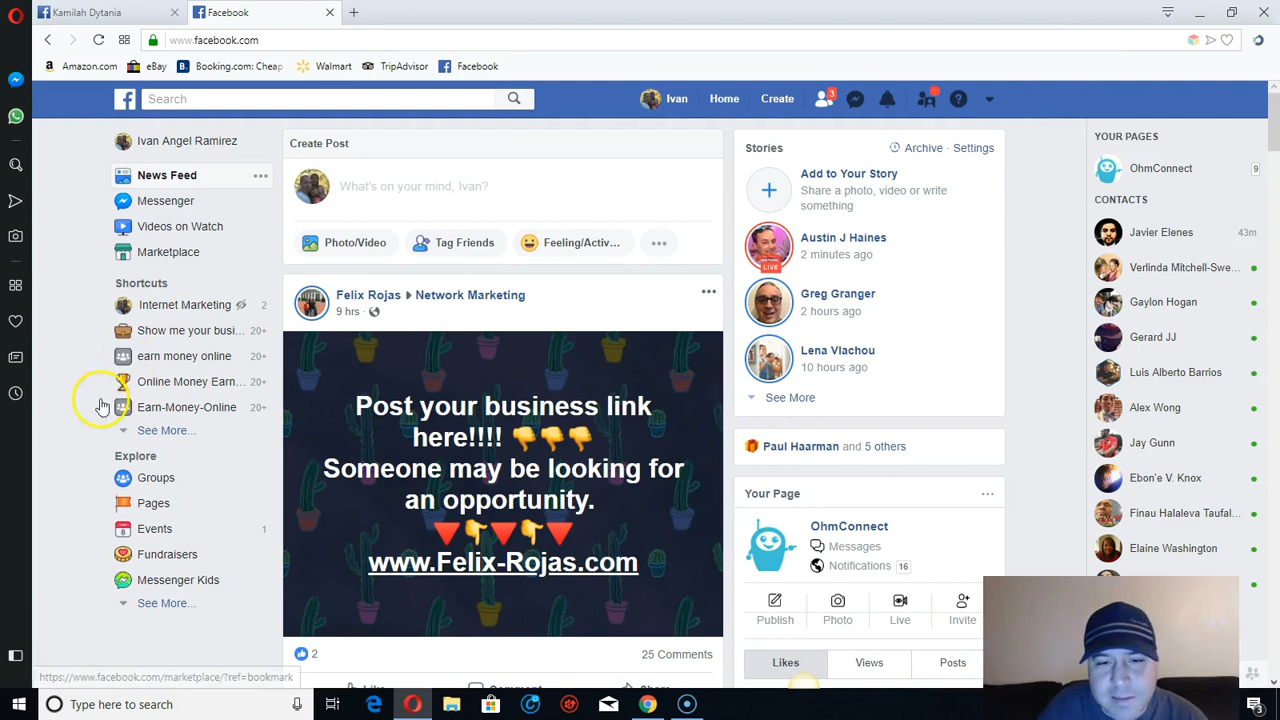 Kamilah Dytania
Facebook
www.facebook.com
Amazon.com
eBay
Booking.com: Cheap
Walmart
TripAdvisor
Facebook
Search
Ivan
Home
Create
3
Ivan Angel Ramirez
News Feed
Messenger
Videos on Watch
Marketplace
Shortcuts
Internet Marketing 2
Show me your busi... 20+
earn money online 20+
Online Money Earn... 20+
Earn-Money-Online 20+
See More...
Explore
Groups
Pages
Events 1
Fundraisers
Messenger Kids
See More...
https://www.facebook.com/marketplace/?ref=bookmark
Create Post
What's on your mind, Ivan?
Photo/Video
Tag Friends
Feeling/Activ...
Felix Rojas Network Marketing
9 hrs
Post your business link
here!!!!
Someone may be looking for
an opportunity.
www.Felix-Rojas.com
2
25 Comments
Stories
Archive · Settings
Add to Your Story
Share a photo, video or write
something
Austin J Haines
2 minutes ago
LIVE
Greg Granger
2 hours ago
Lena Vlachou
10 hours ago
See More
Paul Haarman and 5 others
Your Page
OhmConnect
Messages
Notifications 16
Publish
Photo
Live
Invite
Likes
Views
Posts
YOUR PAGES
OhmConnect 9
CONTACTS
Javier Elenes 43m
Verlinda Mitchell-Swe...
Gaylon Hogan
Gerard JJ
Luis Alberto Barrios
Alex Wong
Jay Gunn
Ebon'e V. Knox
Finau Halaleva Taufal...
Elaine Washington
Type here to search
3